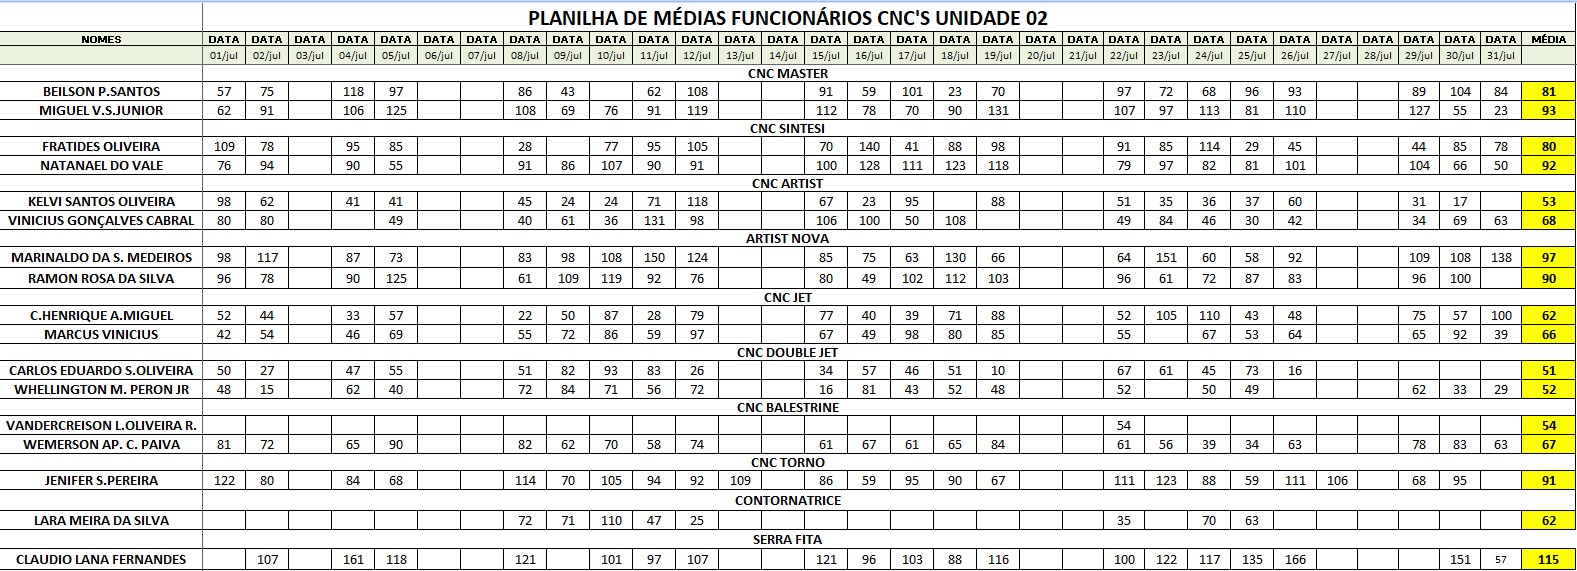 PLANILHA DE MÉDIAS FUNCIONÁRIOS CNC'S UNIDADE 02
NOMES DATA DATA DATA DATA DATA DATA DATA DATA DATA DATA DATA DATA DATA DATA DATA DATA DATA DATA DATA DATA DATA DATA DATA DATA DATA DATA DATA DATA DATA DATA DATA MÉDIA
01/jul 02/jul 03/jul 04/jul 05/jul 06/jul 07/jul 08/jul 09/jul 10/jul 11/jul 12/jul 13/jul 14/jul 15/jul 16/jul 17/jul 18/jul 19/jul 20/jul 21/jul 22/jul 23/jul 24/jul 25/jul 26/jul 27/jul 28/jul 29/jul 30/jul 31/jul
CNC MASTER
BEILSON P.SANTOS 57 75 118 97 86 43 62 108 91 59 101 23 70 97 72 68 96 93 89 104 84 81
MIGUEL V.S.JUNIOR 62 91 106 125 108 69 76 91 119 112 78 70 90 131 107 97 113 81 110 127 55 23 93
CNC SINTESI
FRATIDES OLIVEIRA 109 78 95 85 28 77 95 105 70 140 41 88 98 91 85 114 29 45 44 85 78 80
NATANAEL DO VALE 76 94 90 55 91 86 107 90 91 100 128 111 123 118 79 97 82 81 101 104 66 50 92
CNC ARTIST
KELVI SANTOS OLIVEIRA 98 62 41 41 45 24 24 71 118 67 23 95 88 51 35 36 37 60 31 17 53
VINICIUS GONÇALVES CABRAL 80 80 49 40 61 36 131 98 106 100 50 108 49 84 46 30 42 34 69 63 68
ARTIST NOVA
MARINALDO DA S. MEDEIROS 98 117 87 73 83 98 108 150 124 85 75 63 130 66 64 151 60 58 92 109 108 138 97
RAMON ROSA DA SILVA 96 78 90 125 61 109 119 92 76 80 49 102 112 103 96 61 72 87 83 96 100 90
CNC JET
C.HENRIQUE A.MIGUEL 52 44 33 57 22 50 87 28 79 77 40 39 71 88 52 105 110 43 48 75 57 100 62
MARCUS VINICIUS 42 54 46 69 55 72 86 59 97 67 49 98 80 85 55 67 53 64 65 92 39 66
CNC DOUBLE JET
CARLOS EDUARDO S.OLIVEIRA 50 27 47 55 51 82 93 83 26 34 57 46 51 10 67 61 45 73 16 51
WHELLINGTON M. PERON JR 48 15 62 40 72 84 71 56 72 16 81 43 52 48 52 50 49 62 33 29 52
CNC BALESTRINE
VANDERCREISON L.OLIVEIRA R. 54 54
WEMERSON AP. C. PAIVA 81 72 65 90 82 62 70 58 74 61 67 61 65 84 61 56 39 34 63 78 83 63 67
CNC TORNO
JENIFER S.PEREIRA 122 80 84 68 114 70 105 94 92 109 86 59 95 90 67 111 123 88 59 111 106 68 95 91
CONTORNATRICE
LARA MEIRA DA SILVA 72 71 110 47 25 35 70 63 62
SERRA FITA
CLAUDIO LANA FERNANDES 107 161 118 121 101 97 107 121 96 103 88 116 100 122 117 135 166 151 57 115